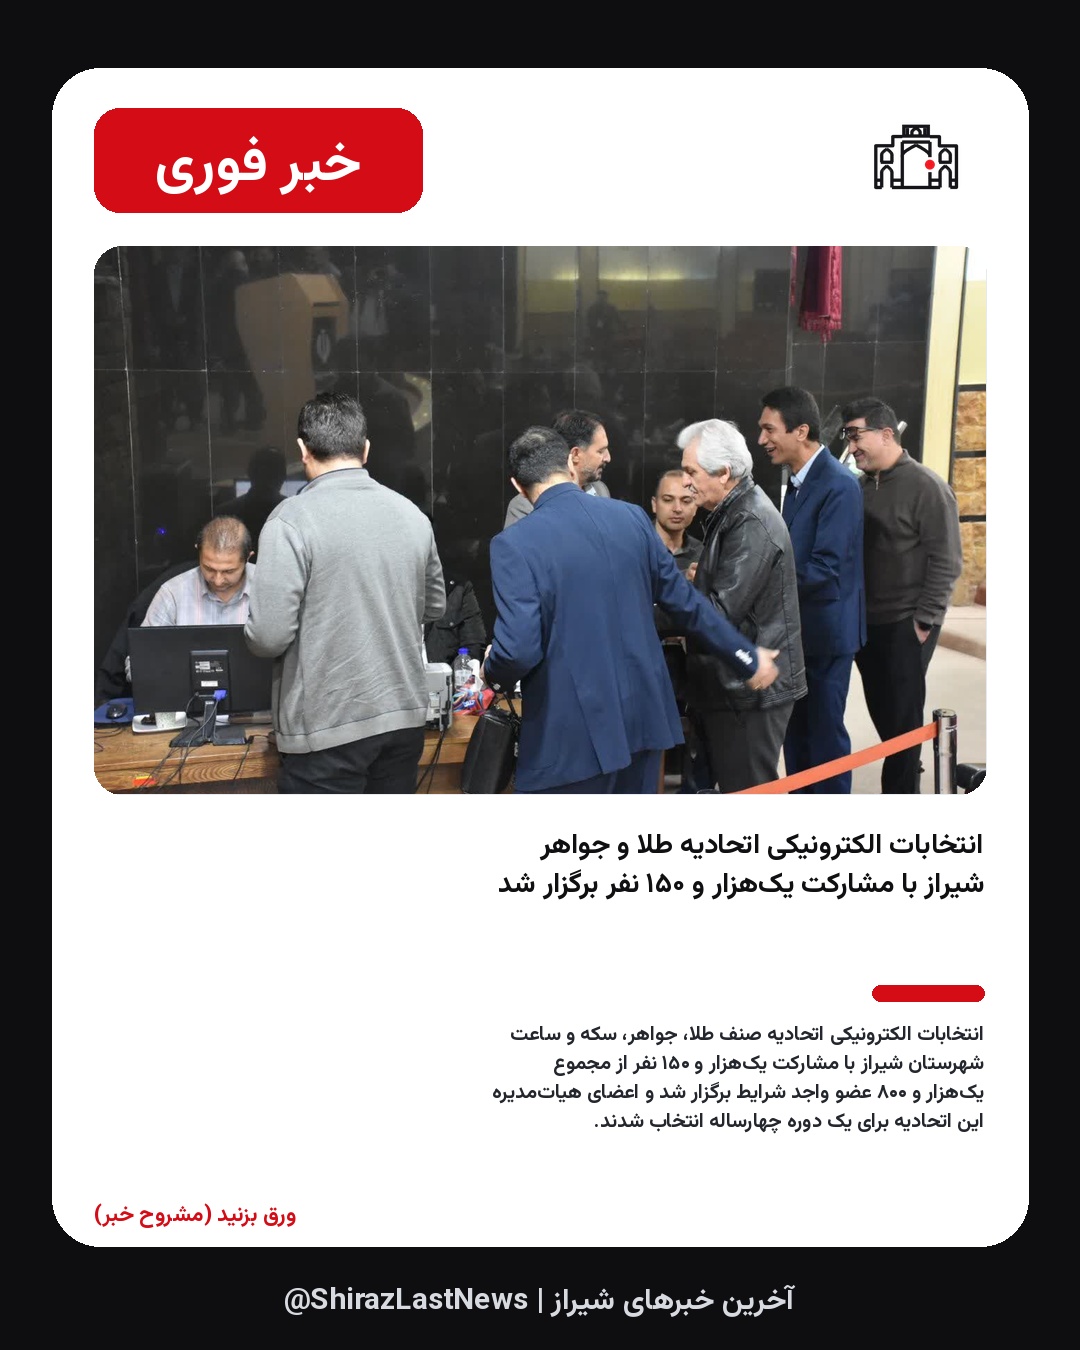 خبر فوری
انتخابات الکترونیکی اتحادیه طلا و جواهر
شیراز با مشارکت یک‌هزار و ۱۵۰ نفر برگزار شد
انتخابات الکترونیکی اتحادیه صنف طلا، جواهر، سکه و ساعت
شهرستان شیراز با مشارکت یک‌هزار و ۱۵۰ نفر از مجموع
یک‌هزار و ۸۰۰ عضو واجد شرایط برگزار شد و اعضای هیات‌مدیره
این اتحادیه برای یک دوره چهارساله انتخاب شدند.
ورق بزنید (مشروح خبر)
آخرین خبرهای شیراز | @ShirazLastNews